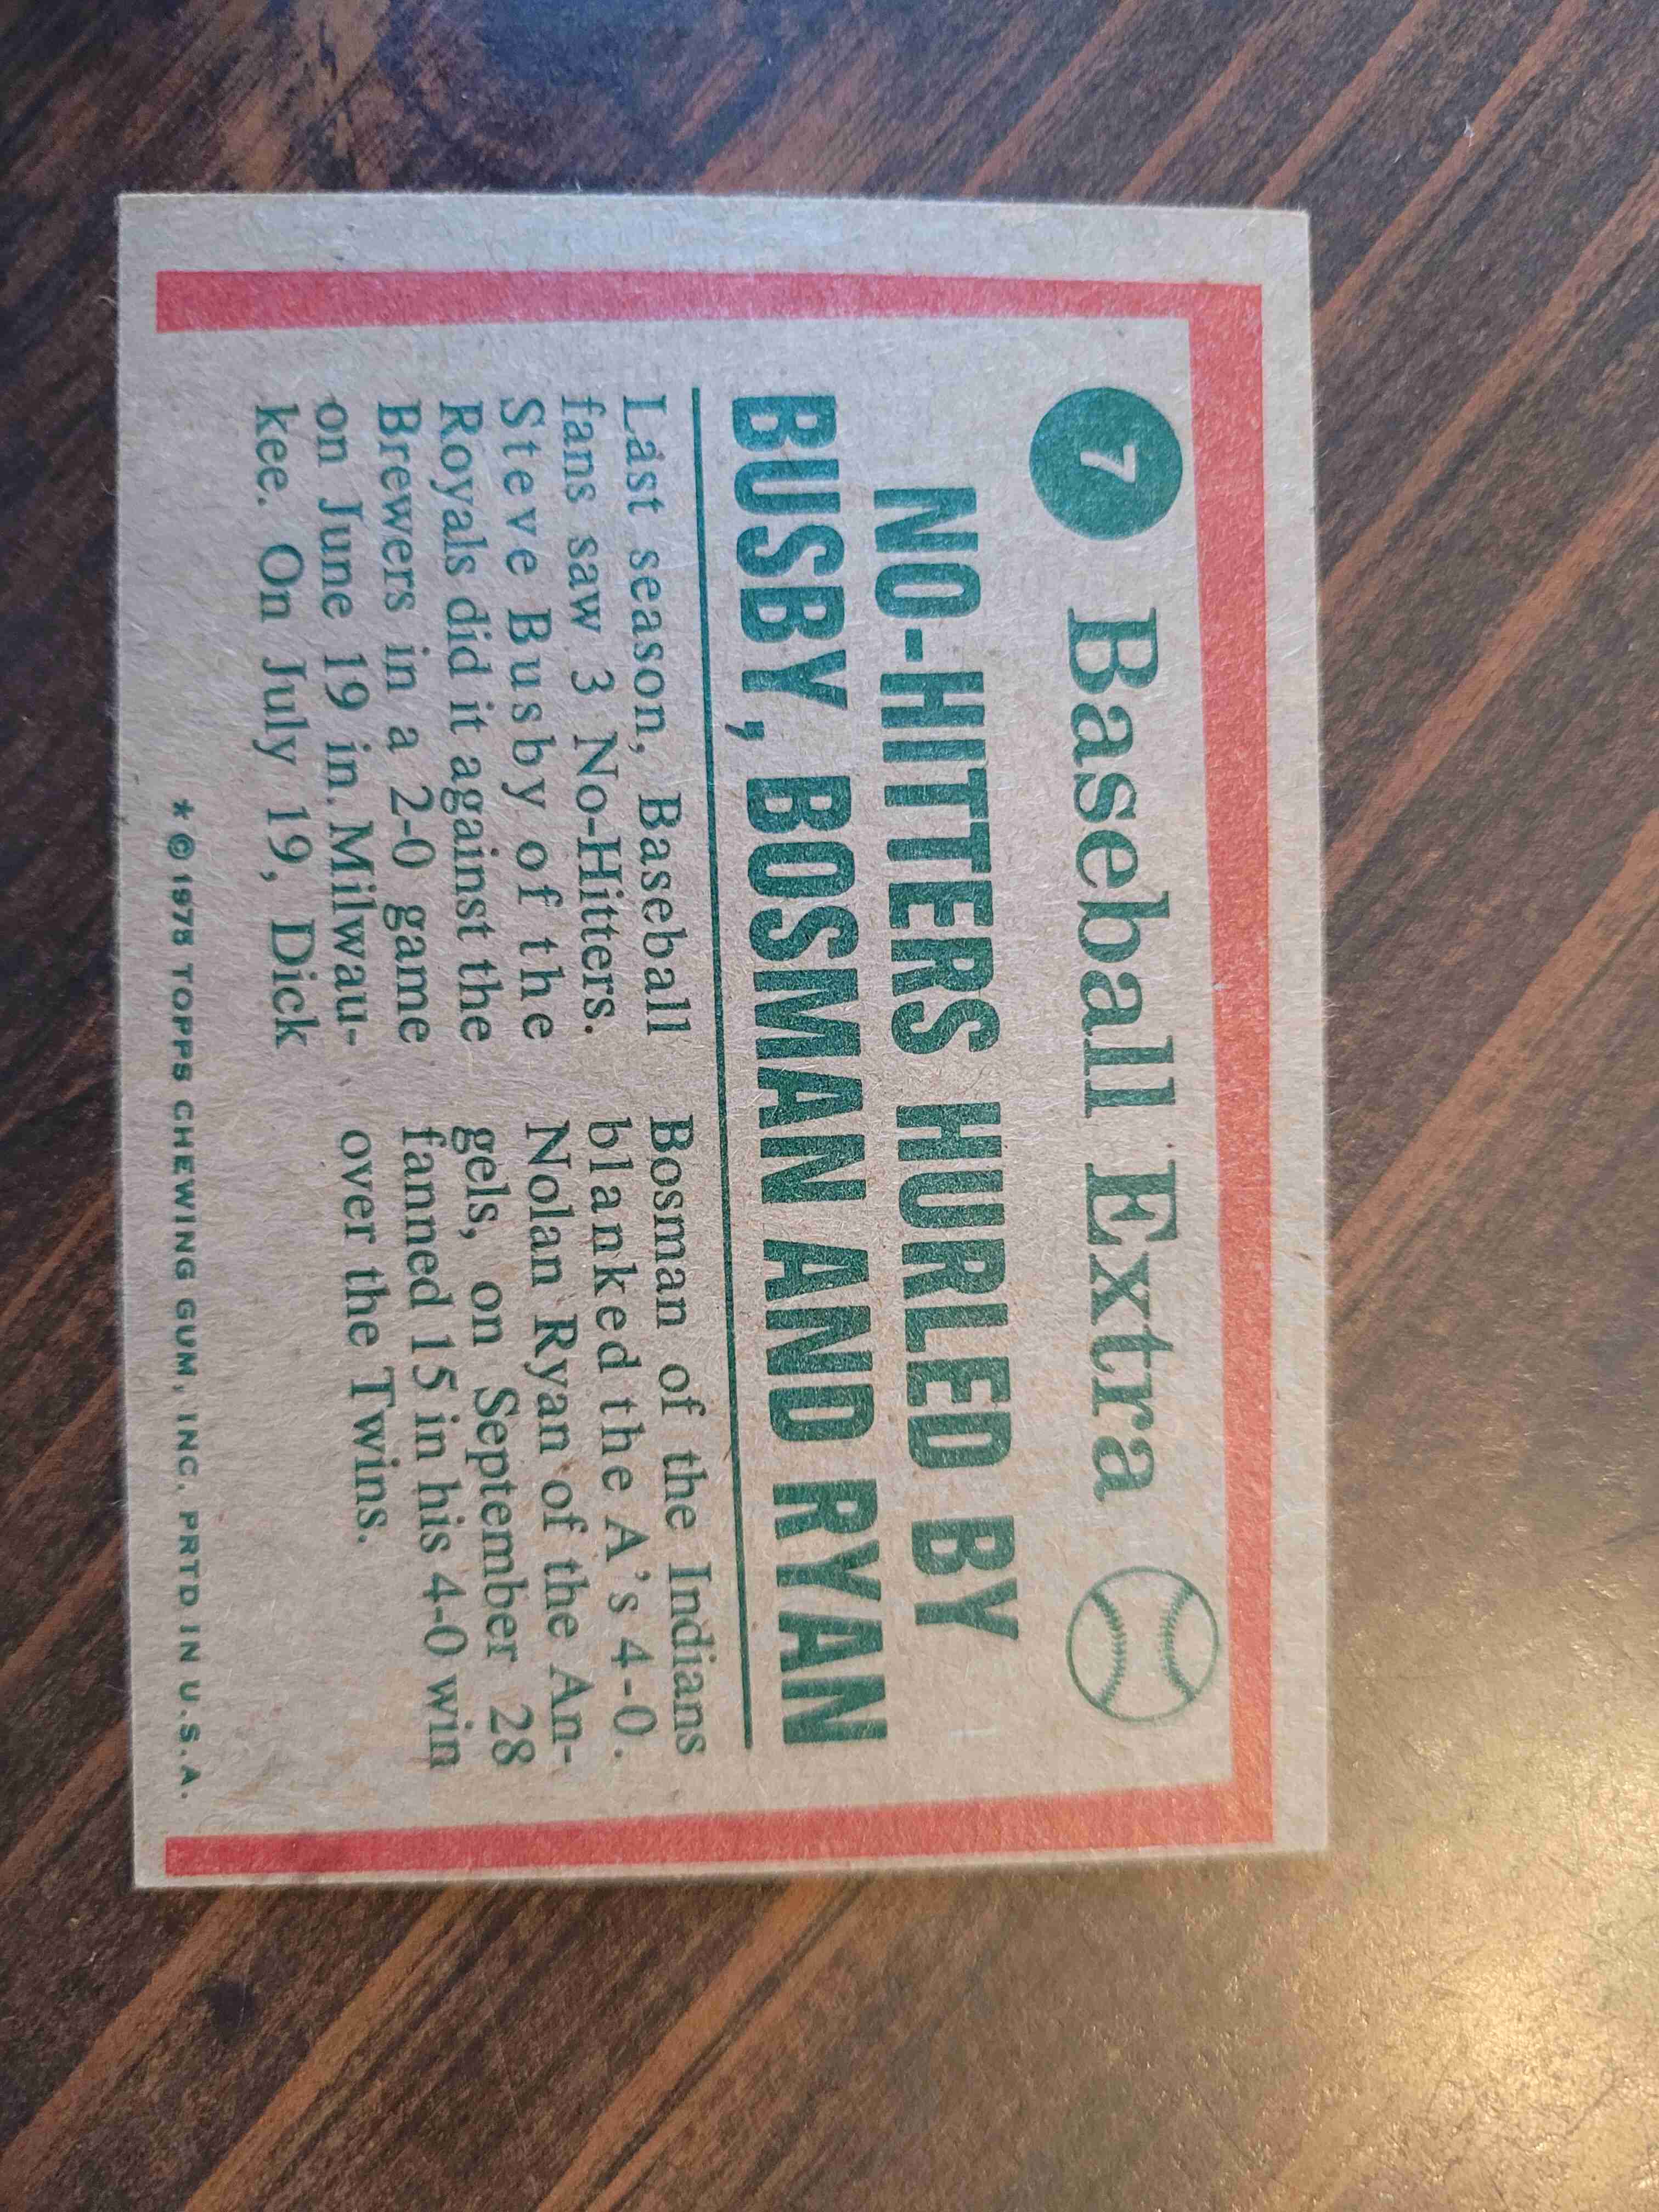 7 Baseball Extra
NO-HITTERS HURLED BY
BUSBY, BOSMAN AND RYAN
Last season, Baseball
fans saw 3 No-Hitters.
Steve Busby of the
Royals did it against the
Brewers in a 2-0 game
on June 19 in Milwau-
kee. On July 19, Dick
Bosman of the Indians
blanked the A's 4-0.
Nolan Ryan of the An-
gels, on September 28
fanned 15 in his 4-0 win
over the Twins.
* © 1975 TOPPS CHEWING GUM, INC. PRTD IN U.S.A.